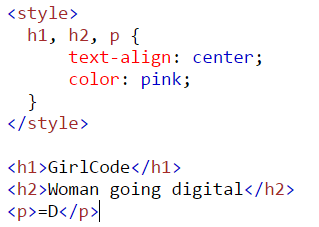 <style>
h1, h2, p {
text-align: center;
color: pink;
}
</style>
<h1>GirlCode</h1>
<h2>Woman going digital</h2>
<p>=D</p>